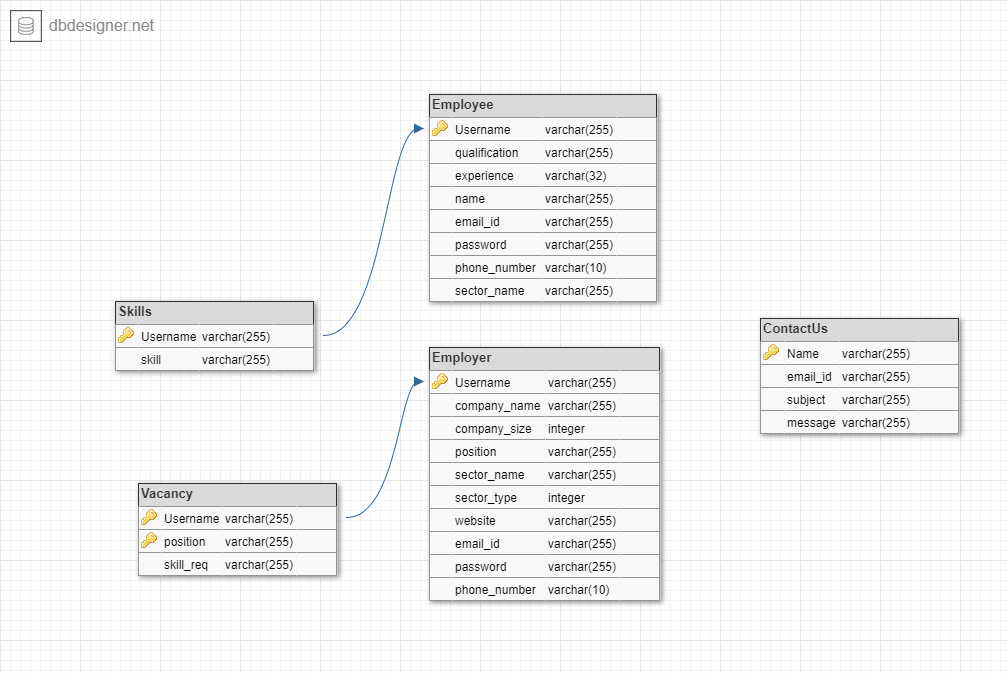 dbdesigner.net
Employee
Username varchar(255)
qualification varchar(255)
experience varchar(32)
name varchar(255)
email_id varchar(255)
password varchar(255)
phone_number varchar(10)
sector_name varchar(255)
Skills
Username varchar(255)
skill varchar(255)
Employer
Username varchar(255)
company_name varchar(255)
company_size integer
position varchar(255)
sector_name varchar(255)
sector_type integer
website varchar(255)
email_id varchar(255)
password varchar(255)
phone_number varchar(10)
Vacancy
Username varchar(255)
position varchar(255)
skill_req varchar(255)
ContactUs
Name varchar(255)
email_id varchar(255)
subject varchar(255)
message varchar(255)